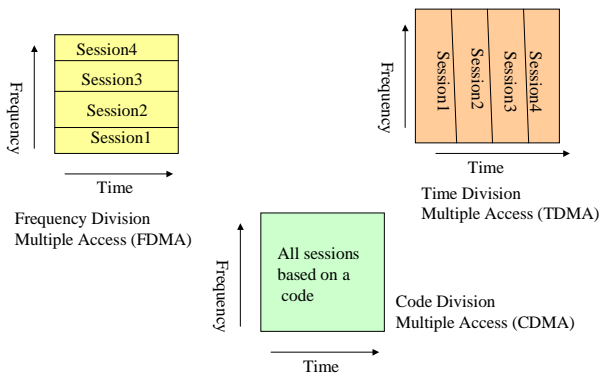 Frequency
Session4
Session3
Session2
Session1
Time
Frequency Division
Multiple Access (FDMA)
Frequency
Session1
Session2
Session3
Session4
Time
Time Division
Multiple Access (TDMA)
Frequency
All sessions
based on a
code
Time
Code Division
Multiple Access (CDMA)